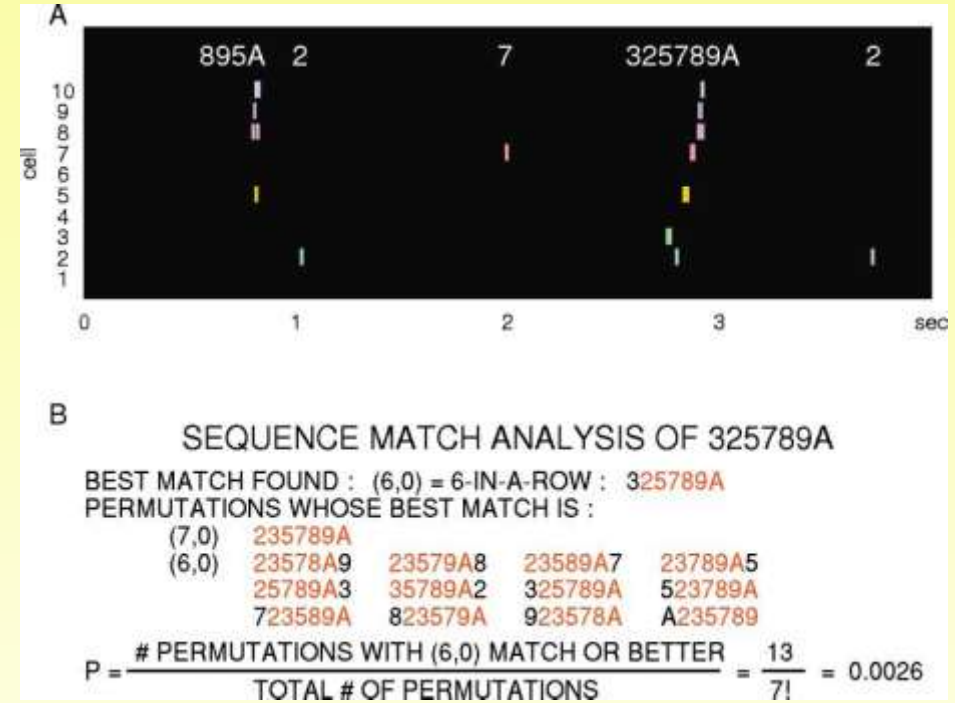 A
895A 2 7 325789A 2
10
9
8
7
6
5
4
3
2
1
cell
0 1 2 3 sec
B
SEQUENCE MATCH ANALYSIS OF 325789A
BEST MATCH FOUND : (6,0) = 6-IN-A-ROW : 325789A
PERMUTATIONS WHOSE BEST MATCH IS :
(7,0) 235789A
(6,0) 23578A9 23579A8 23589A7 23789A5
25789A3 35789A2 325789A 523789A
723589A 823579A 923578A A235789
P = # PERMUTATIONS WITH (6,0) MATCH OR BETTER = 13 = 0.0026
TOTAL # OF PERMUTATIONS 7!